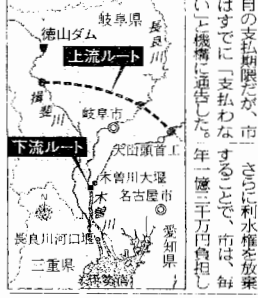 目の支払期限だが、市
はすでに「支払わな
い」と機構に通告した。
さらに利水権を放棄
することで、市は、毎
年一億三千万円負担し
岐阜県
長良川
徳山ダム
上流ルート
揖斐川
岐阜市
犬山頭首工
下流ルート
木曽川大堰
名古屋市
木曽川
長良川河口堰
愛知県
三重県
伊勢湾